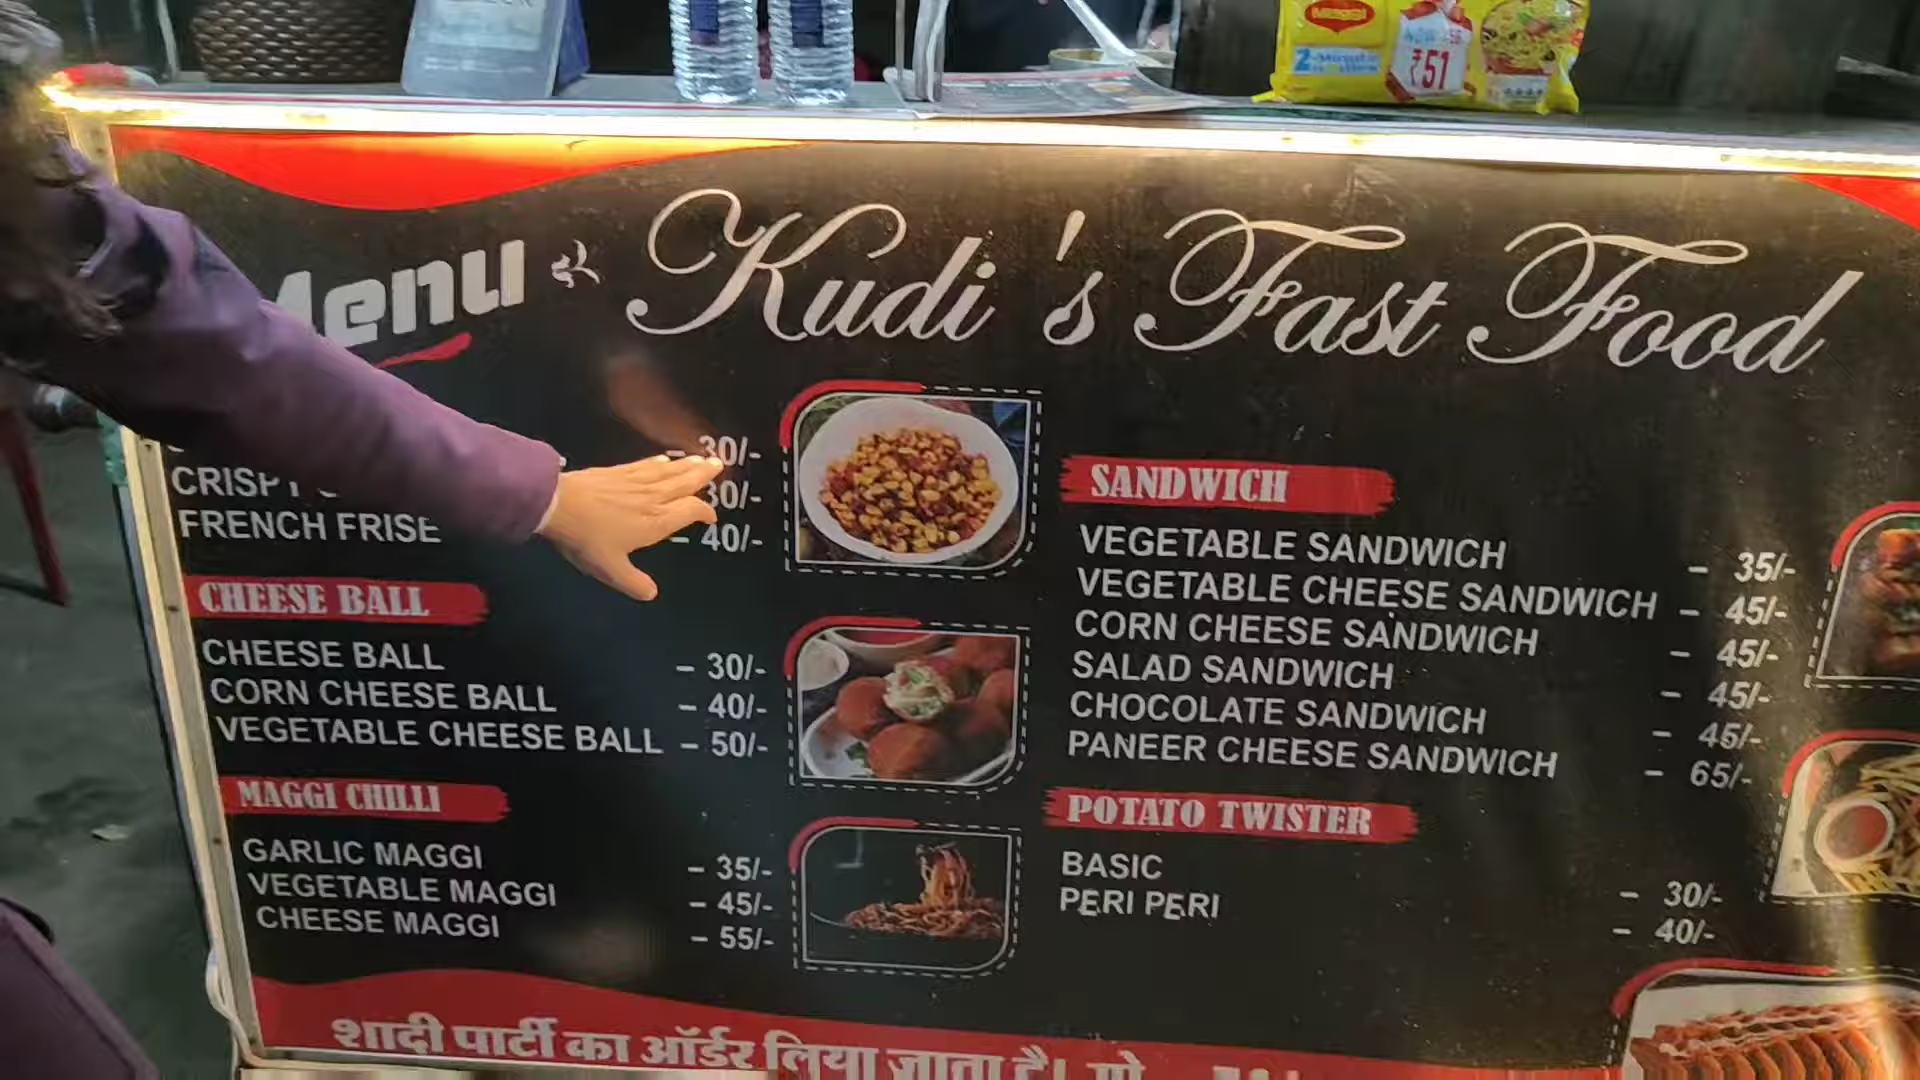 Maggi
2-Minute
₹51
Menu
Kudi's Fast Food
30/-
30/-
FRENCH FRISE - 40/-
CHEESE BALL
CHEESE BALL - 30/-
CORN CHEESE BALL - 40/-
VEGETABLE CHEESE BALL - 50/-
MAGGI CHILLI
GARLIC MAGGI - 35/-
VEGETABLE MAGGI - 45/-
CHEESE MAGGI - 55/-
SANDWICH
VEGETABLE SANDWICH - 35/-
VEGETABLE CHEESE SANDWICH - 45/-
CORN CHEESE SANDWICH - 45/-
SALAD SANDWICH - 45/-
CHOCOLATE SANDWICH - 45/-
PANEER CHEESE SANDWICH - 65/-
POTATO TWISTER
BASIC - 30/-
PERI PERI - 40/-
शादी पार्टी का ऑर्डर लिया जाता है।